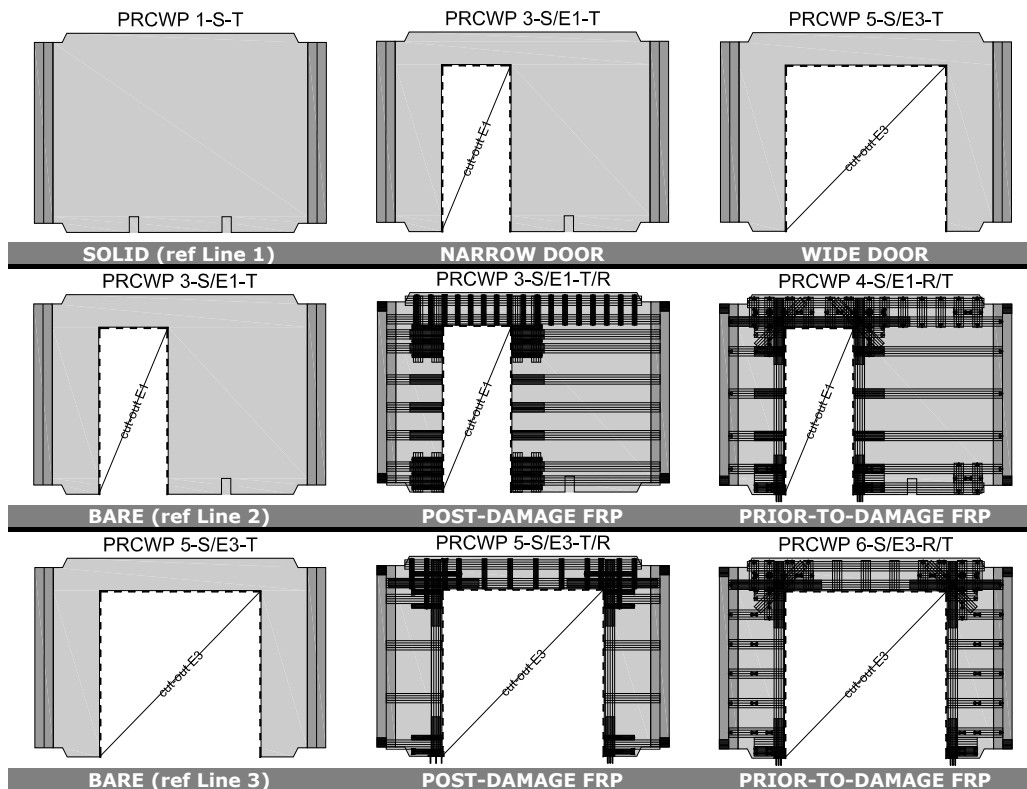 PRCWP 1-S-T
PRCWP 3-S/E1-T
PRCWP 5-S/E3-T
cut-out E1
cut-out E3
SOLID (ref Line 1)
NARROW DOOR
WIDE DOOR
PRCWP 3-S/E1-T
PRCWP 3-S/E1-T/R
PRCWP 4-S/E1-R/T
cut-out E1
cut-out E1
cut-out E1
BARE (ref Line 2)
POST-DAMAGE FRP
PRIOR-TO-DAMAGE FRP
PRCWP 5-S/E3-T
PRCWP 5-S/E3-T/R
PRCWP 6-S/E3-R/T
cut-out E3
cut-out E3
cut-out E3
BARE (ref Line 3)
POST-DAMAGE FRP
PRIOR-TO-DAMAGE FRP